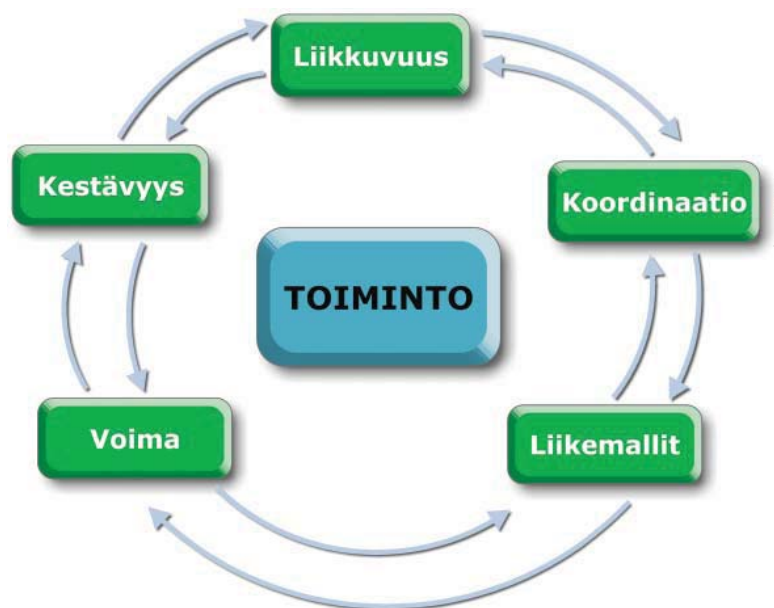 Liikkuvuus
Kestävyys
Koordinaatio
TOIMINTO
Voima
Liikemallit